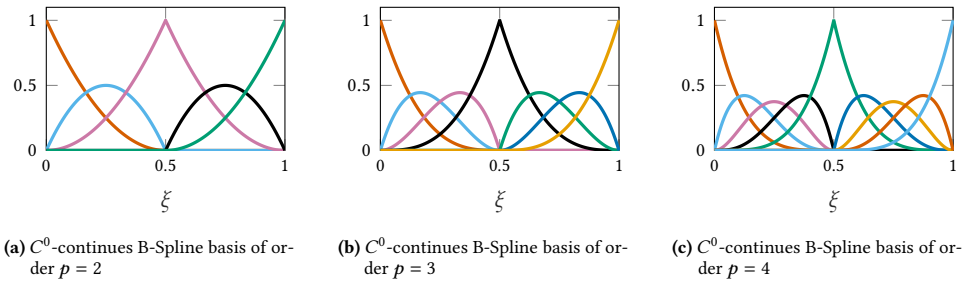 1
0.5
0
0
0.5
1
ξ
1
0.5
0
0
0.5
1
ξ
1
0.5
0
0
0.5
1
ξ
(a) C⁰-continues B-Spline basis of or-
der p = 2
(b) C⁰-continues B-Spline basis of or-
der p = 3
(c) C⁰-continues B-Spline basis of or-
der p = 4